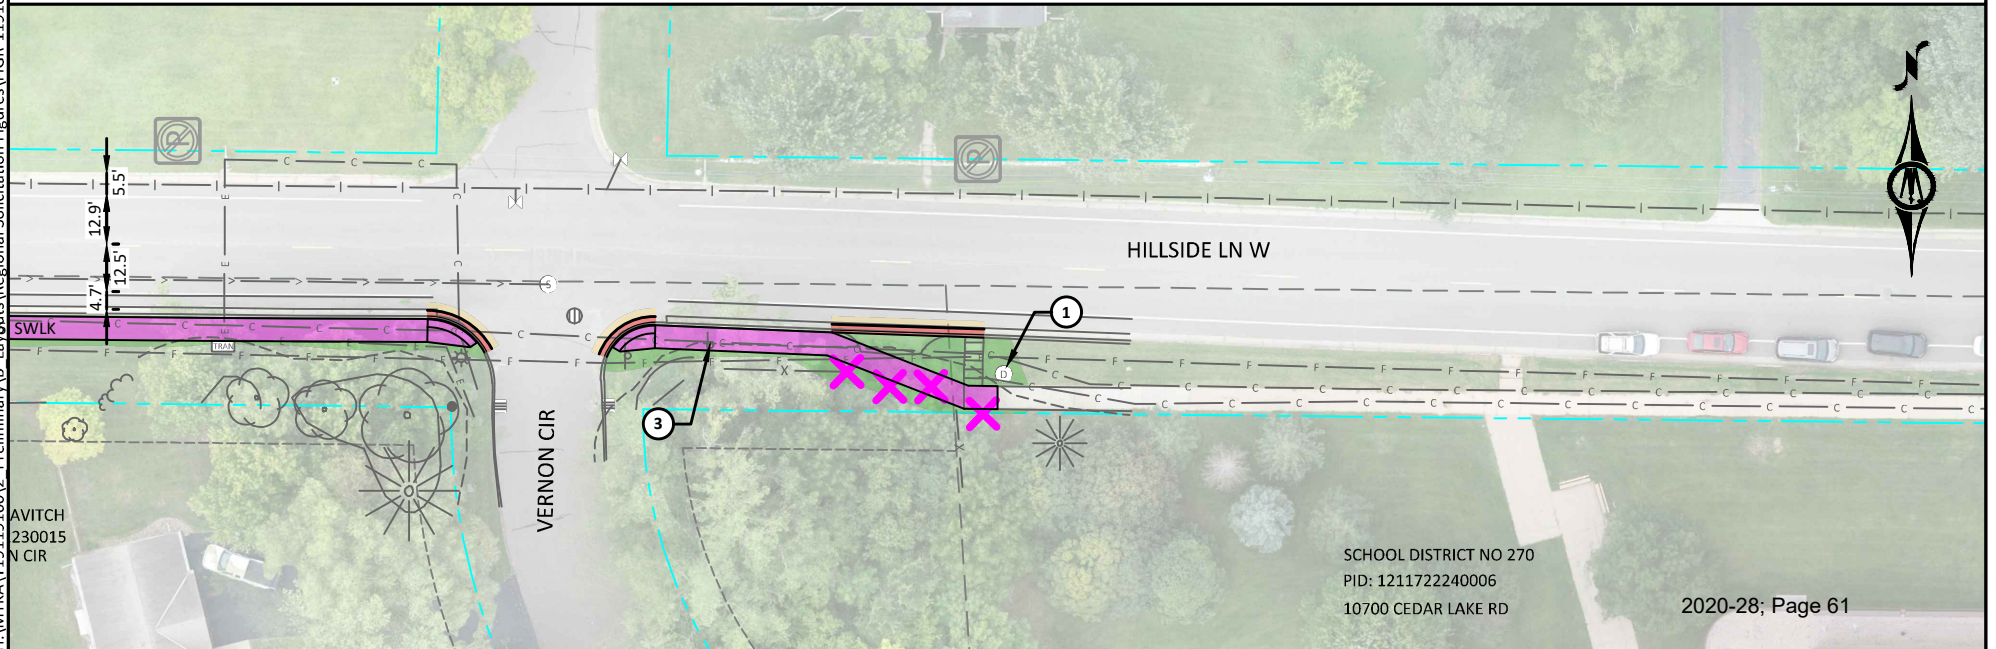 5.5'
12.9'
12.5'
4.7'
SWLK
TRAN
HILLSIDE LN W
VERNON CIR
1
3
S
D
N
AVITCH
230015
N CIR
SCHOOL DISTRICT NO 270
PID: 1211722240006
10700 CEDAR LAKE RD
2020-28; Page 61